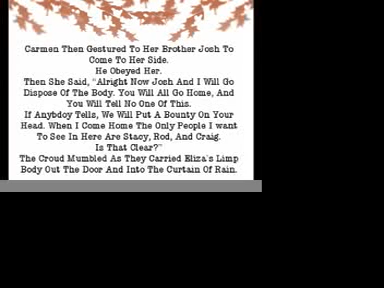 Carmen Then Gestured To Her Brother Josh To
Come To Her Side.
He Obeyed Her.
Then She Said, "Alright Now Josh And I Will Go
Dispose Of The Body. You Will All Go Home, And
You Will Tell No One Of This.
If Anybdoy Tells, We Will Put A Bounty On Your
Head. When I Come Home The Only People I want
To See In Here Are Stacy, Rod, And Craig.
Is That Clear?"
The Croud Mumbled As They Carried Eliza's Limp
Body Out The Door And Into The Curtain Of Rain.